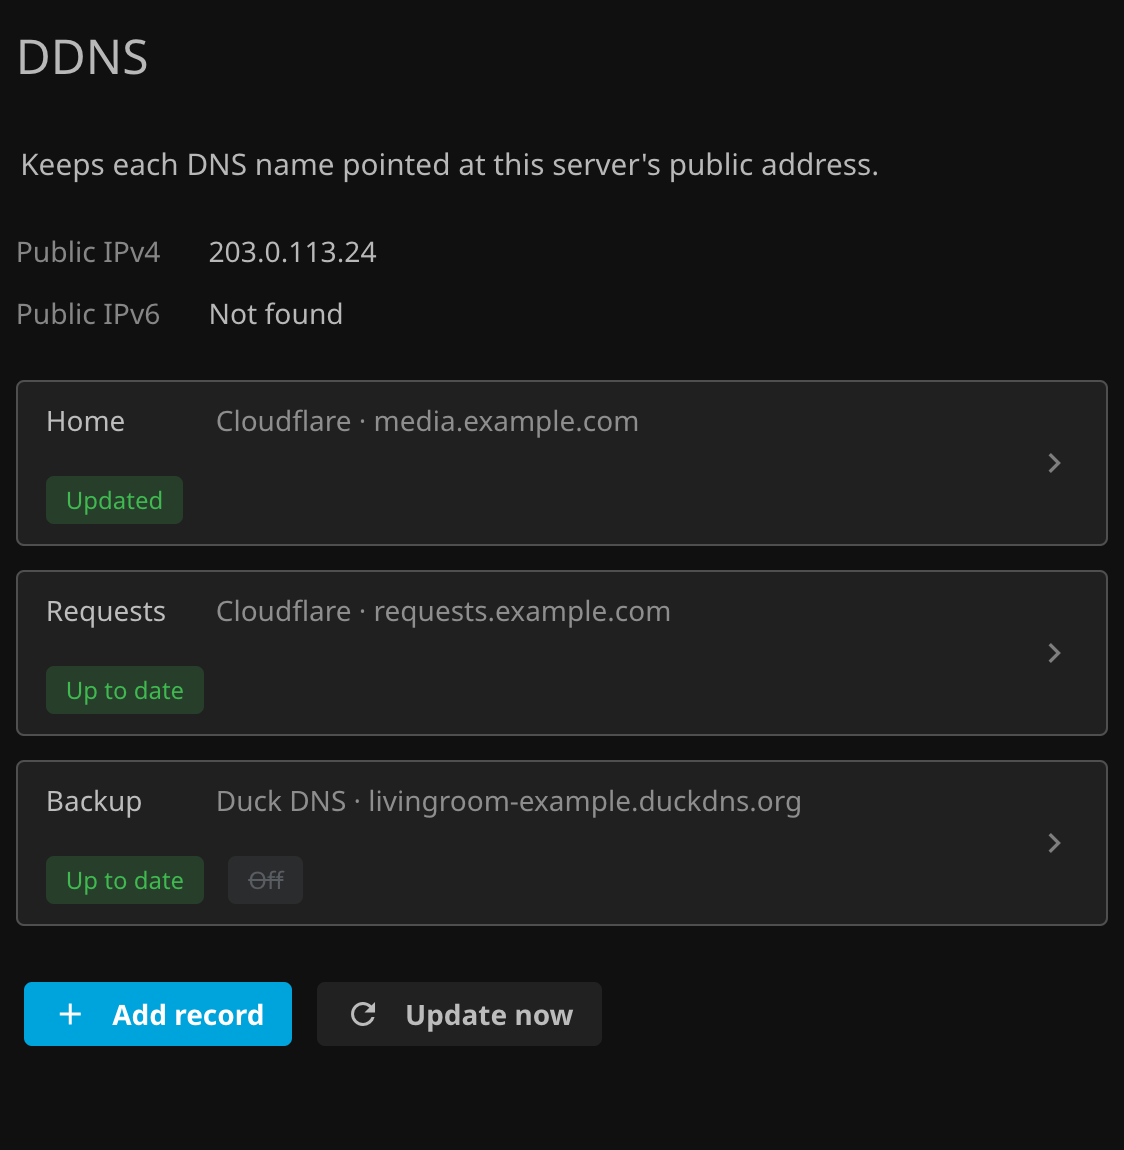 DDNS
Keeps each DNS name pointed at this server's public address.
Public IPv4 203.0.113.24
Public IPv6 Not found
Home Cloudflare · media.example.com
Updated
Requests Cloudflare · requests.example.com
Up to date
Backup Duck DNS · livingroom-example.duckdns.org
Up to date Off
Add record Update now